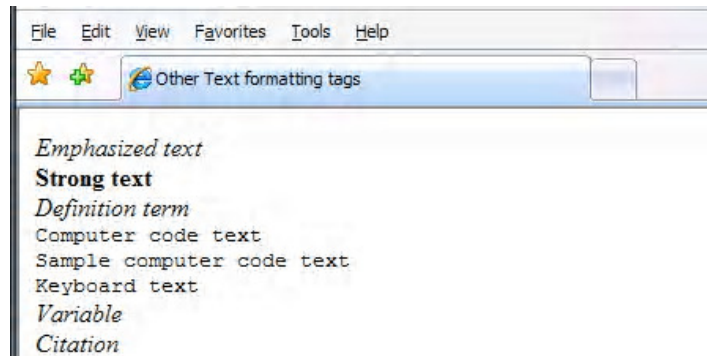 File Edit View Favorites Tools Help
Other Text formatting tags
Emphasized text
Strong text
Definition term
Computer code text
Sample computer code text
Keyboard text
Variable
Citation